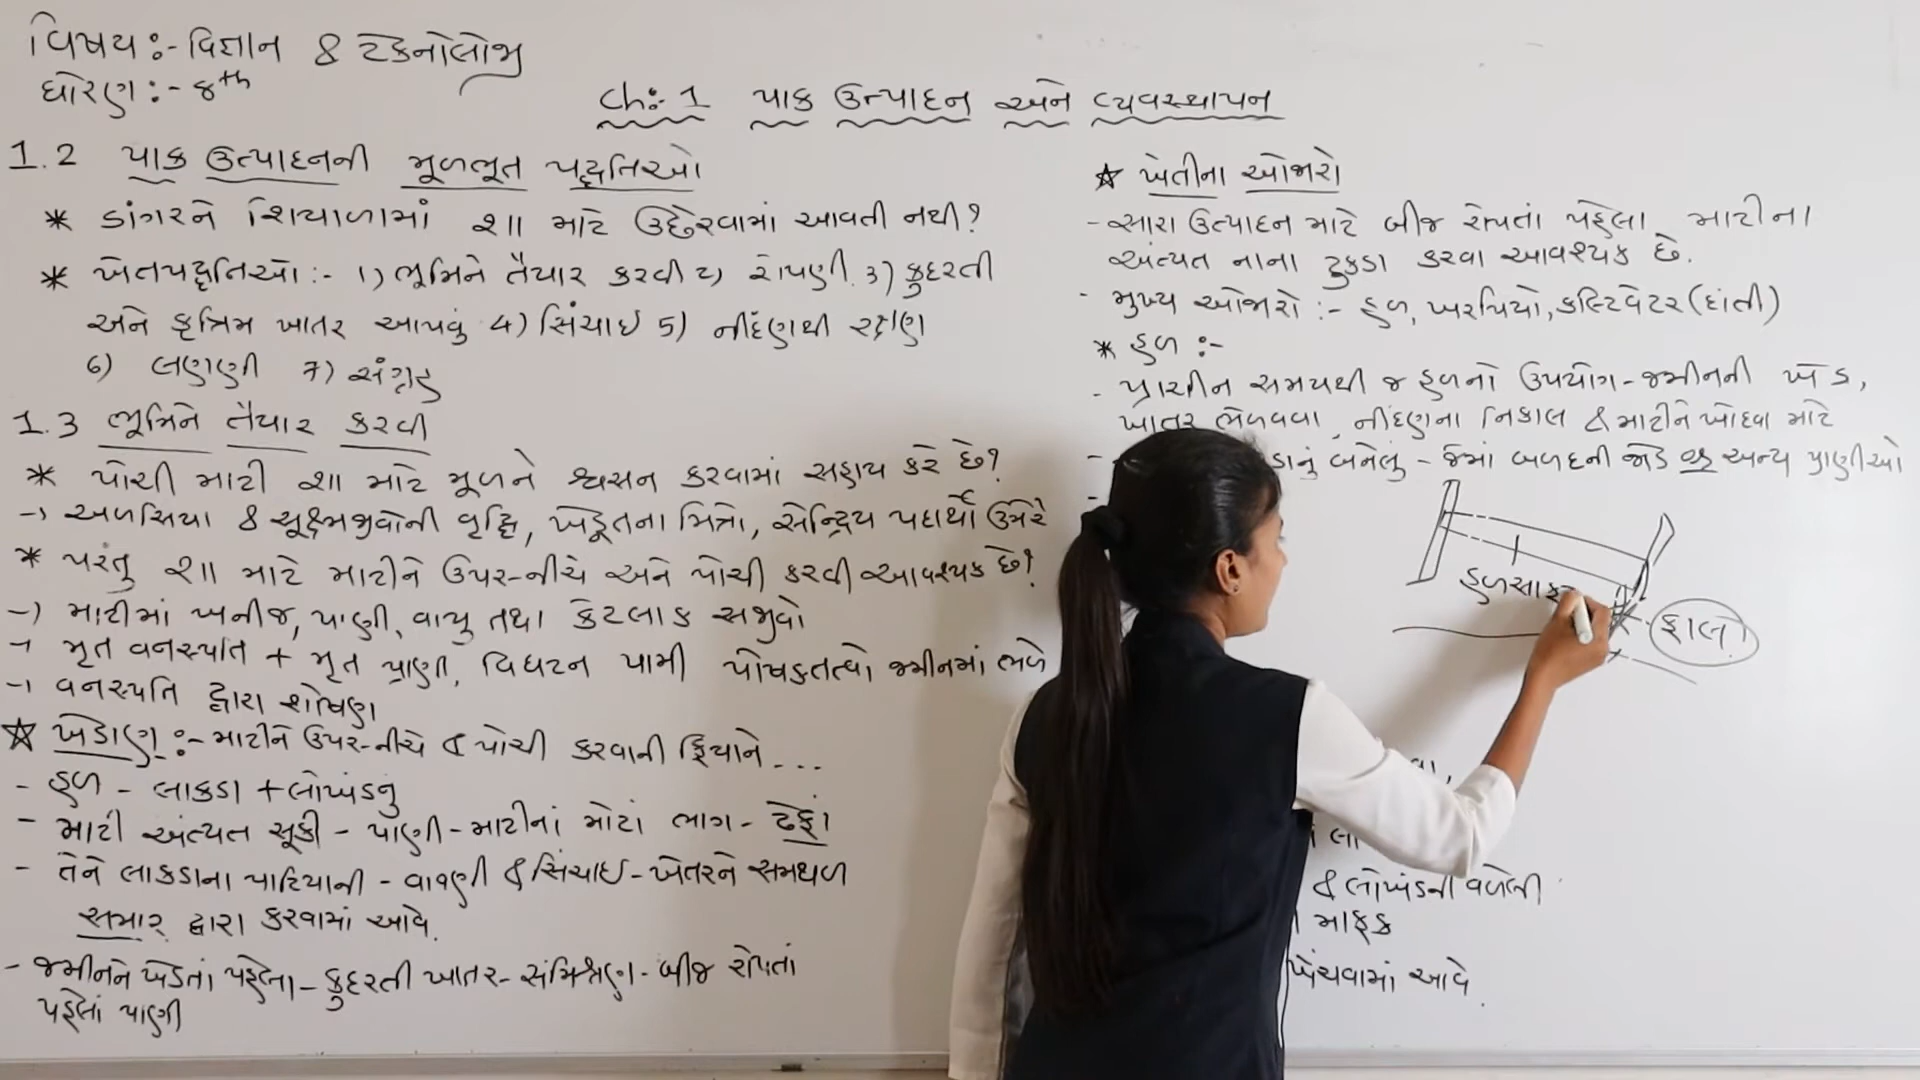 વિષય:- વિજ્ઞાન & ટેકનોલોજી
ધોરણ:- 8th
Ch:- 1 પાક ઉત્પાદન અને વ્યવસ્થાપન
1.2 પાક ઉત્પાદનની મૂળભૂત પદ્ધતિઓ
* ડાંગરને શિયાળામાં શા માટે ઉછેરવામાં આવતી નથી?
* ખેતપદ્ધતિઓ:- 1) ભૂમિને તૈયાર કરવી ૨) રોપણી 3) કુદરતી
અને કૃત્રિમ ખાતર આપવું 4) સિંચાઈ 5) નીંદણથી રક્ષણ
6) લણણી 7) સંગ્રહ
1.3 ભૂમિને તૈયાર કરવી
* પોચી માટી શા માટે મૂળને શ્વસન કરવામાં સહાય કરે છે?
→ અળસિયા & સૂક્ષ્મજીવોની વૃદ્ધિ, ખેડૂતના મિત્રો, સેન્દ્રિય પદાર્થો ઉમેરે
* પરંતુ શા માટે માટીને ઉપર-નીચે અને પોચી કરવી આવશ્યક છે?
→ માટીમાં ખનીજ, પાણી, વાયુ તથા કેટલાક સજીવો
→ મૃત વનસ્પતિ + મૃત પ્રાણી, વિઘટન પામી પોષકતત્વો જમીનમાં ભળે
→ વનસ્પતિ દ્વારા શોષણ
☆ ખેડાણ:- માટીને ઉપર-નીચે & પોચી કરવાની ક્રિયાને...
- હળ - લાકડા + લોખંડનું
- માટી અત્યંત સૂકી - પાણી - માટીનાં મોટાં ભાગ - ઢેફાં
- તેને લાકડાના પાટિયાની - વાવણી & સિંચાઈ - ખેતરને સમથળ
સમાર દ્વારા કરવામાં આવે.
- જમીનને ખેડતાં પહેલા - કુદરતી ખાતર - સંમિશ્રણ - બીજ રોપતાં
પહેલાં પાણી
☆ ખેતીના ઓજારો
- સારા ઉત્પાદન માટે બીજ રોપતાં પહેલા માટીના
અત્યંત નાના ટુકડા કરવા આવશ્યક છે.
- મુખ્ય ઓજારો:- હળ, ખરપિયો, કલ્ટિવેટર (દાંતી)
* હળ:-
- પ્રાચીન સમયથી જ હળનો ઉપયોગ - જમીનની ખેડ,
ખાતર ભેળવવા, નીંદણના નિકાલ & માટીને ખોદવા માટે
- ડાનું બનેલું - જેમાં બળદની જોડ અન્ય પ્રાણીઓ
હળસાફ
ફાલ
વા,
લા
& લોખંડની વળેલી
માફક
ખેંચવામાં આવે.